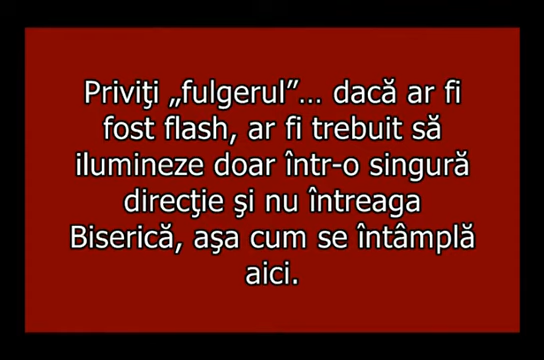 Priviţi „fulgerul”... dacă ar fi
fost flash, ar fi trebuit să
ilumineze doar într-o singură
direcţie şi nu întreaga
Biserică, aşa cum se întâmplă
aici.